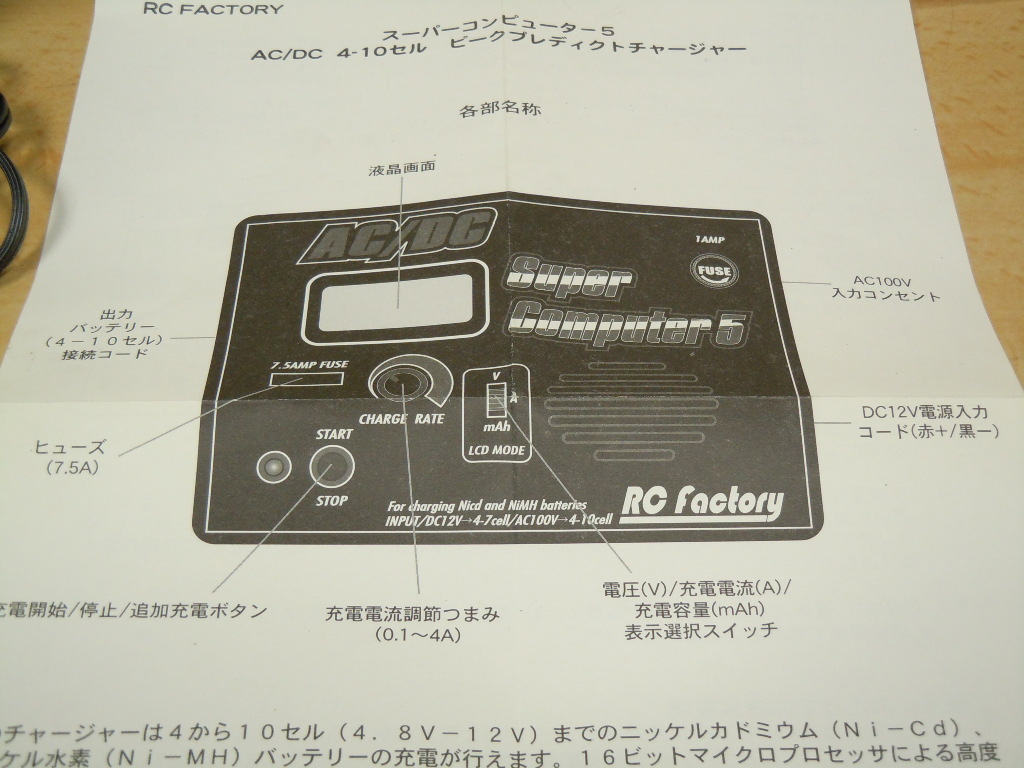 RC FACTORY
スーパーコンピューター5
AC/DC 4-10セル ピークプレディクトチャージャー
各部名称
液晶画面
AC/DC
1AMP
FUSE
Super
Computer 5
AC100V
入力コンセント
出力
バッテリー
(4-10セル)
接続コード
7.5AMP FUSE
CHARGE RATE
V
A
mAh
LCD MODE
DC12V電源入力
コード(赤+/黒-)
ヒューズ
(7.5A)
START
STOP
For charging Nicd and NiMH batteries
INPUT/DC12V→4-7cell/AC100V→4-10cell
RC Factory
電開始/停止/追加充電ボタン
充電電流調節つまみ
(0.1~4A)
電圧(V)/充電電流(A)/
充電容量(mAh)
表示選択スイッチ
チャージャーは4から10セル(4.8V-12V)までのニッケルカドミウム(Ni-Cd)、
ケル水素(Ni-MH)バッテリーの充電が行えます。16ビットマイクロプロセッサによる高度